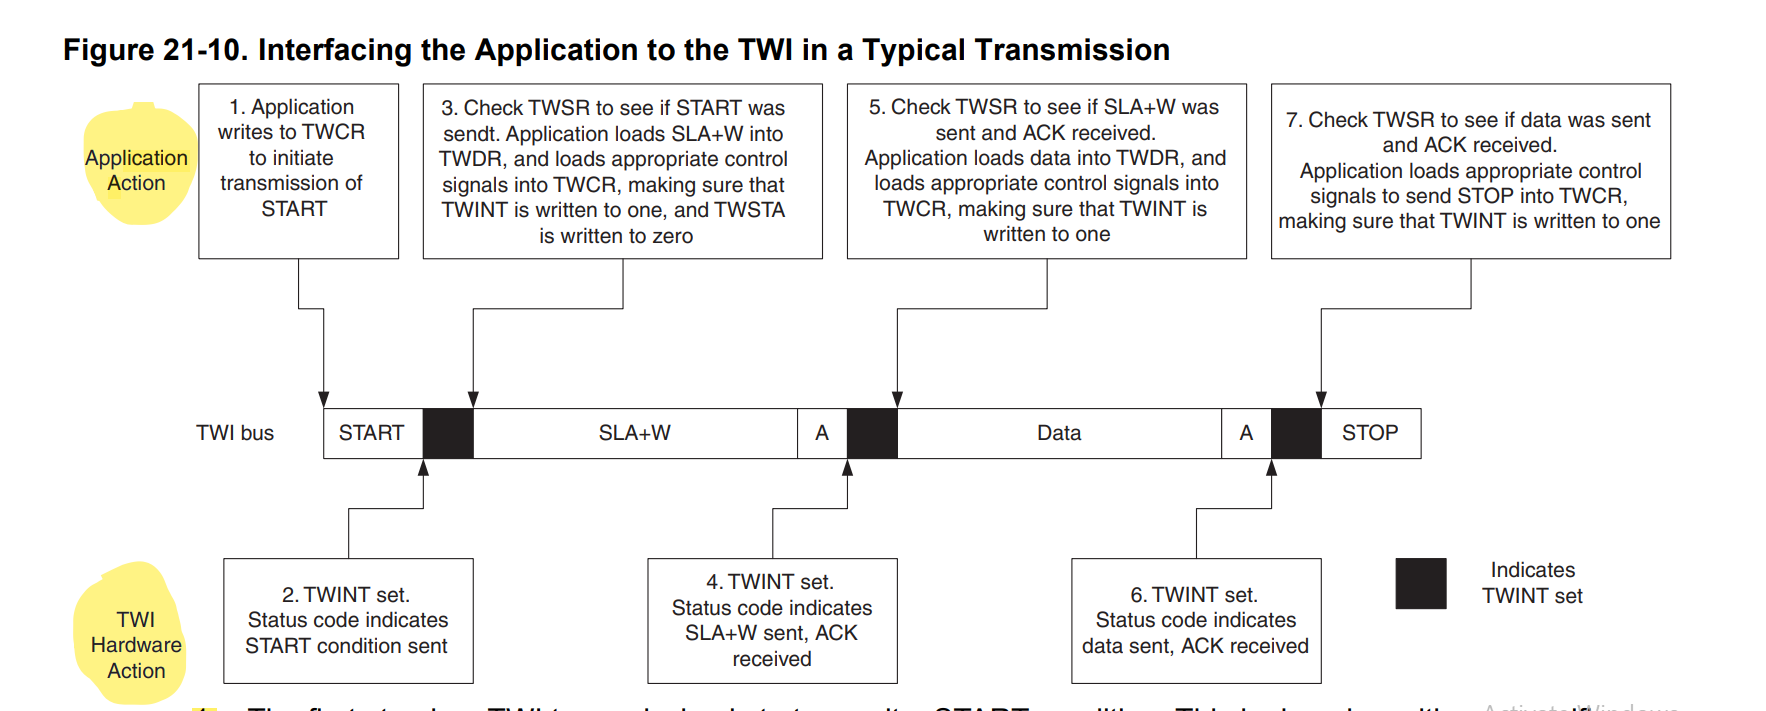 Figure 21-10. Interfacing the Application to the TWI in a Typical Transmission
Application
Action
1. Application
writes to TWCR
to initiate
transmission of
START
3. Check TWSR to see if START was
sendt. Application loads SLA+W into
TWDR, and loads appropriate control
signals into TWCR, making sure that
TWINT is written to one, and TWSTA
is written to zero
5. Check TWSR to see if SLA+W was
sent and ACK received.
Application loads data into TWDR, and
loads appropriate control signals into
TWCR, making sure that TWINT is
written to one
7. Check TWSR to see if data was sent
and ACK received.
Application loads appropriate control
signals to send STOP into TWCR,
making sure that TWINT is written to one
TWI bus
START
SLA+W
A
Data
A
STOP
TWI
Hardware
Action
2. TWINT set.
Status code indicates
START condition sent
4. TWINT set.
Status code indicates
SLA+W sent, ACK
received
6. TWINT set.
Status code indicates
data sent, ACK received
Indicates
TWINT set